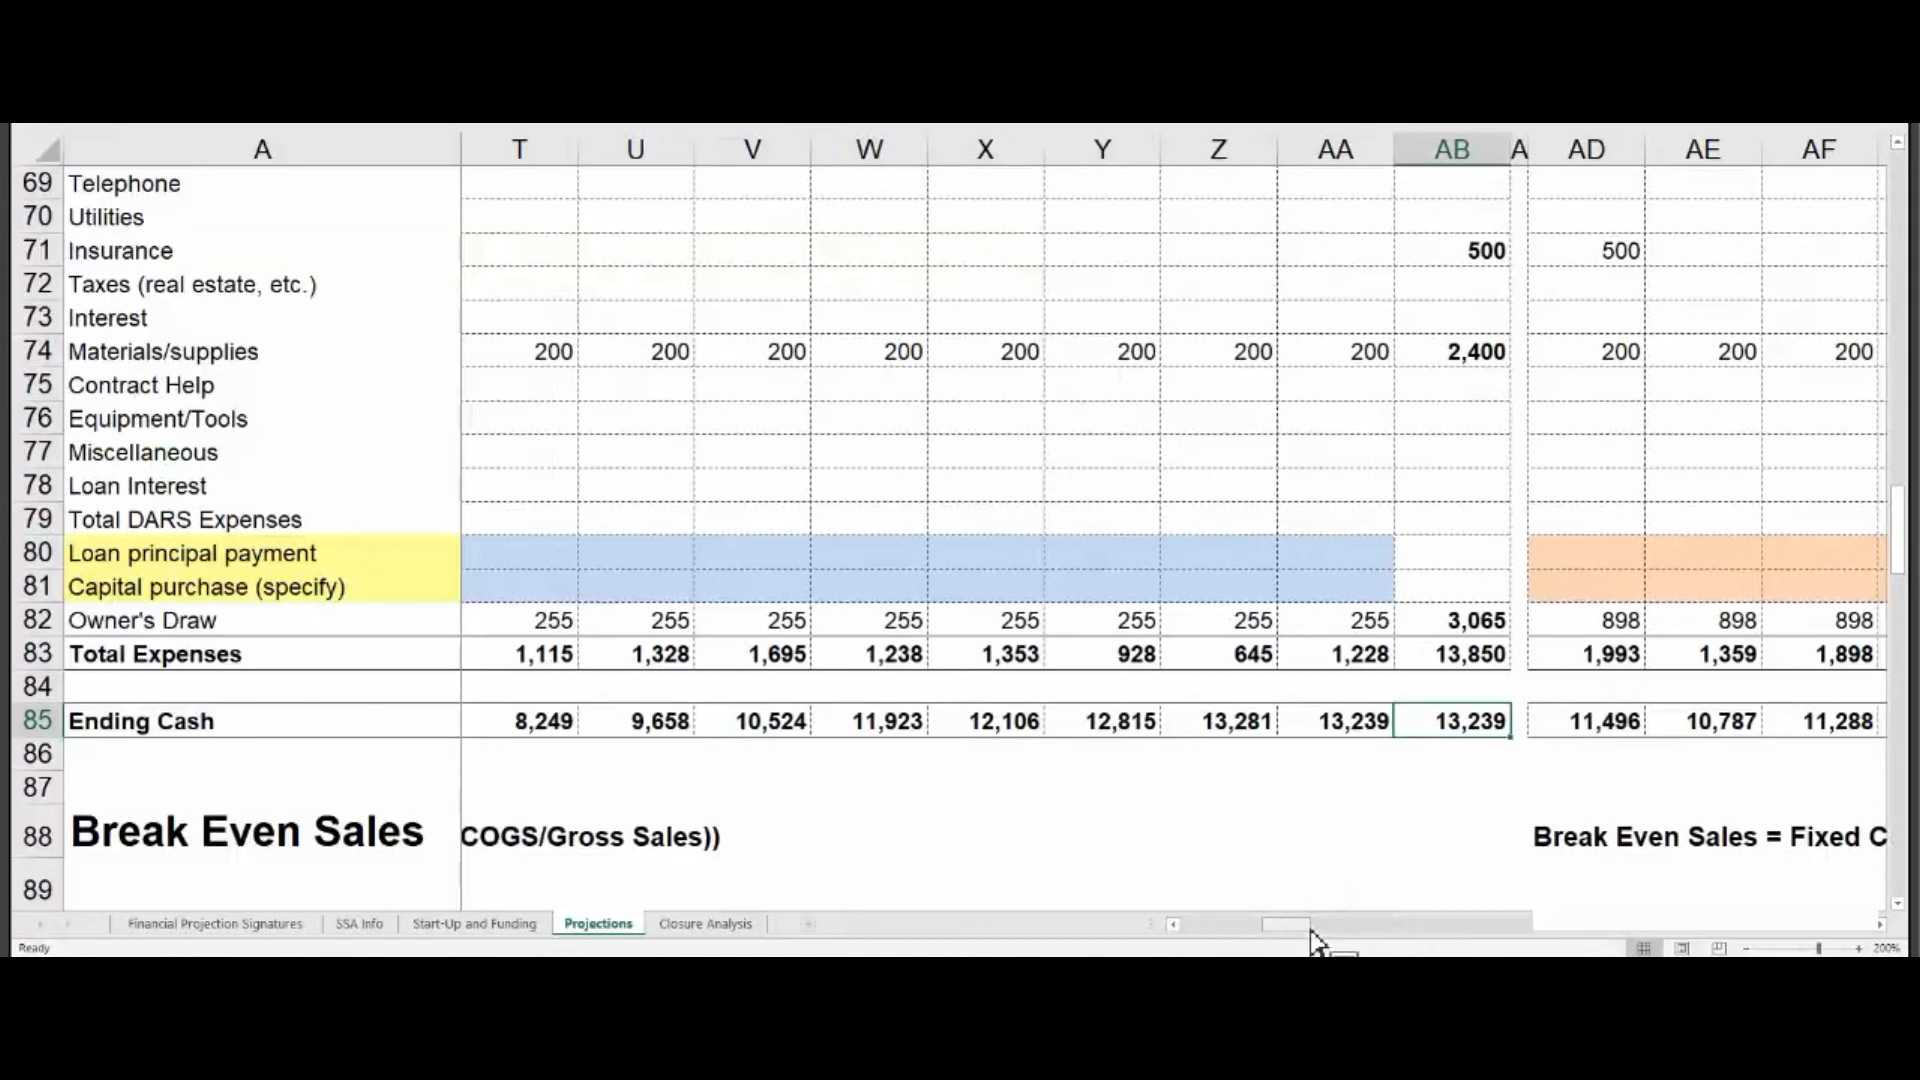 A T U V W X Y Z AA AB A AD AE AF
69 Telephone
70 Utilities
71 Insurance 500 500
72 Taxes (real estate, etc.)
73 Interest
74 Materials/supplies 200 200 200 200 200 200 200 200 2,400 200 200 200
75 Contract Help
76 Equipment/Tools
77 Miscellaneous
78 Loan Interest
79 Total DARS Expenses
80 Loan principal payment
81 Capital purchase (specify)
82 Owner's Draw 255 255 255 255 255 255 255 255 3,065 898 898 898
83 Total Expenses 1,115 1,328 1,695 1,238 1,353 928 645 1,228 13,850 1,993 1,359 1,898
84
85 Ending Cash 8,249 9,658 10,524 11,923 12,106 12,815 13,281 13,239 13,239 11,496 10,787 11,288
86
87
88 Break Even Sales COGS/Gross Sales)) Break Even Sales = Fixed C
89
Financial Projection Signatures SSA Info Start-Up and Funding Projections Closure Analysis
Ready 200%